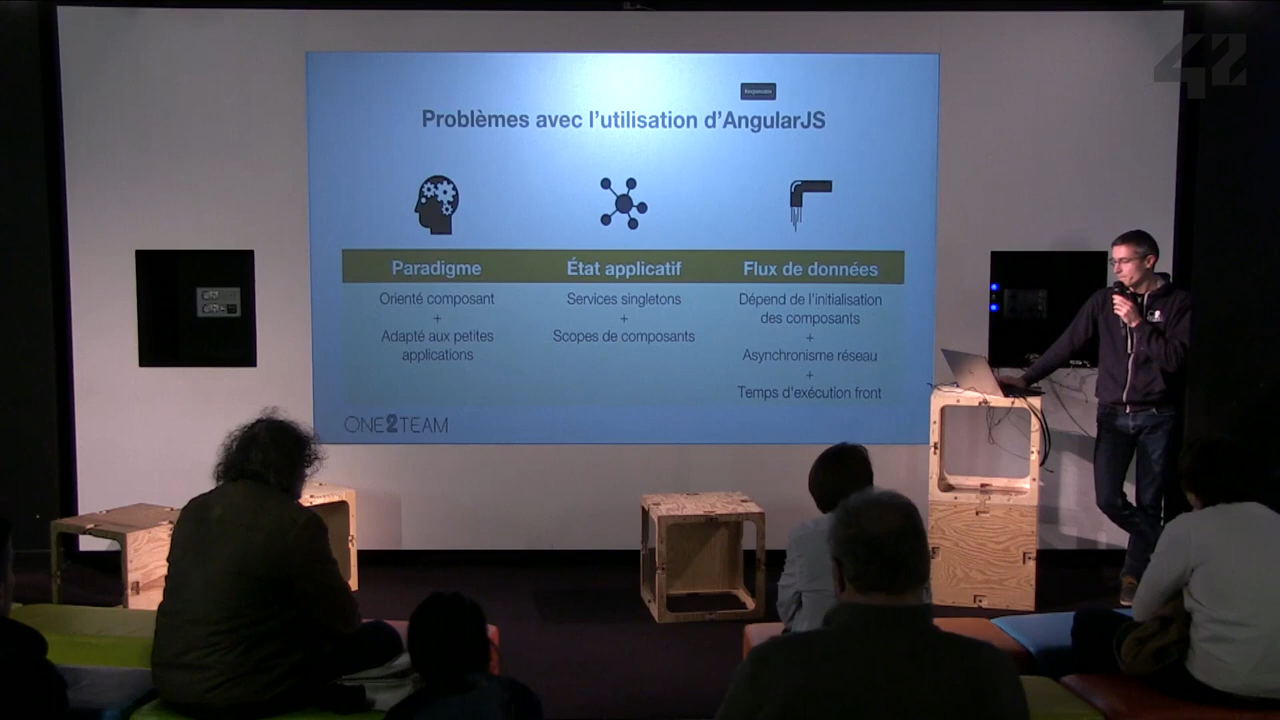 42
Problèmes avec l'utilisation d'AngularJS
Paradigme
Orienté composant
+
Adapté aux petites
applications
État applicatif
Services singletons
+
Scopes de composants
Flux de données
Dépend de l'initialisation
des composants
+
Asynchronisme réseau
+
Temps d'exécution front
ONE2TEAM